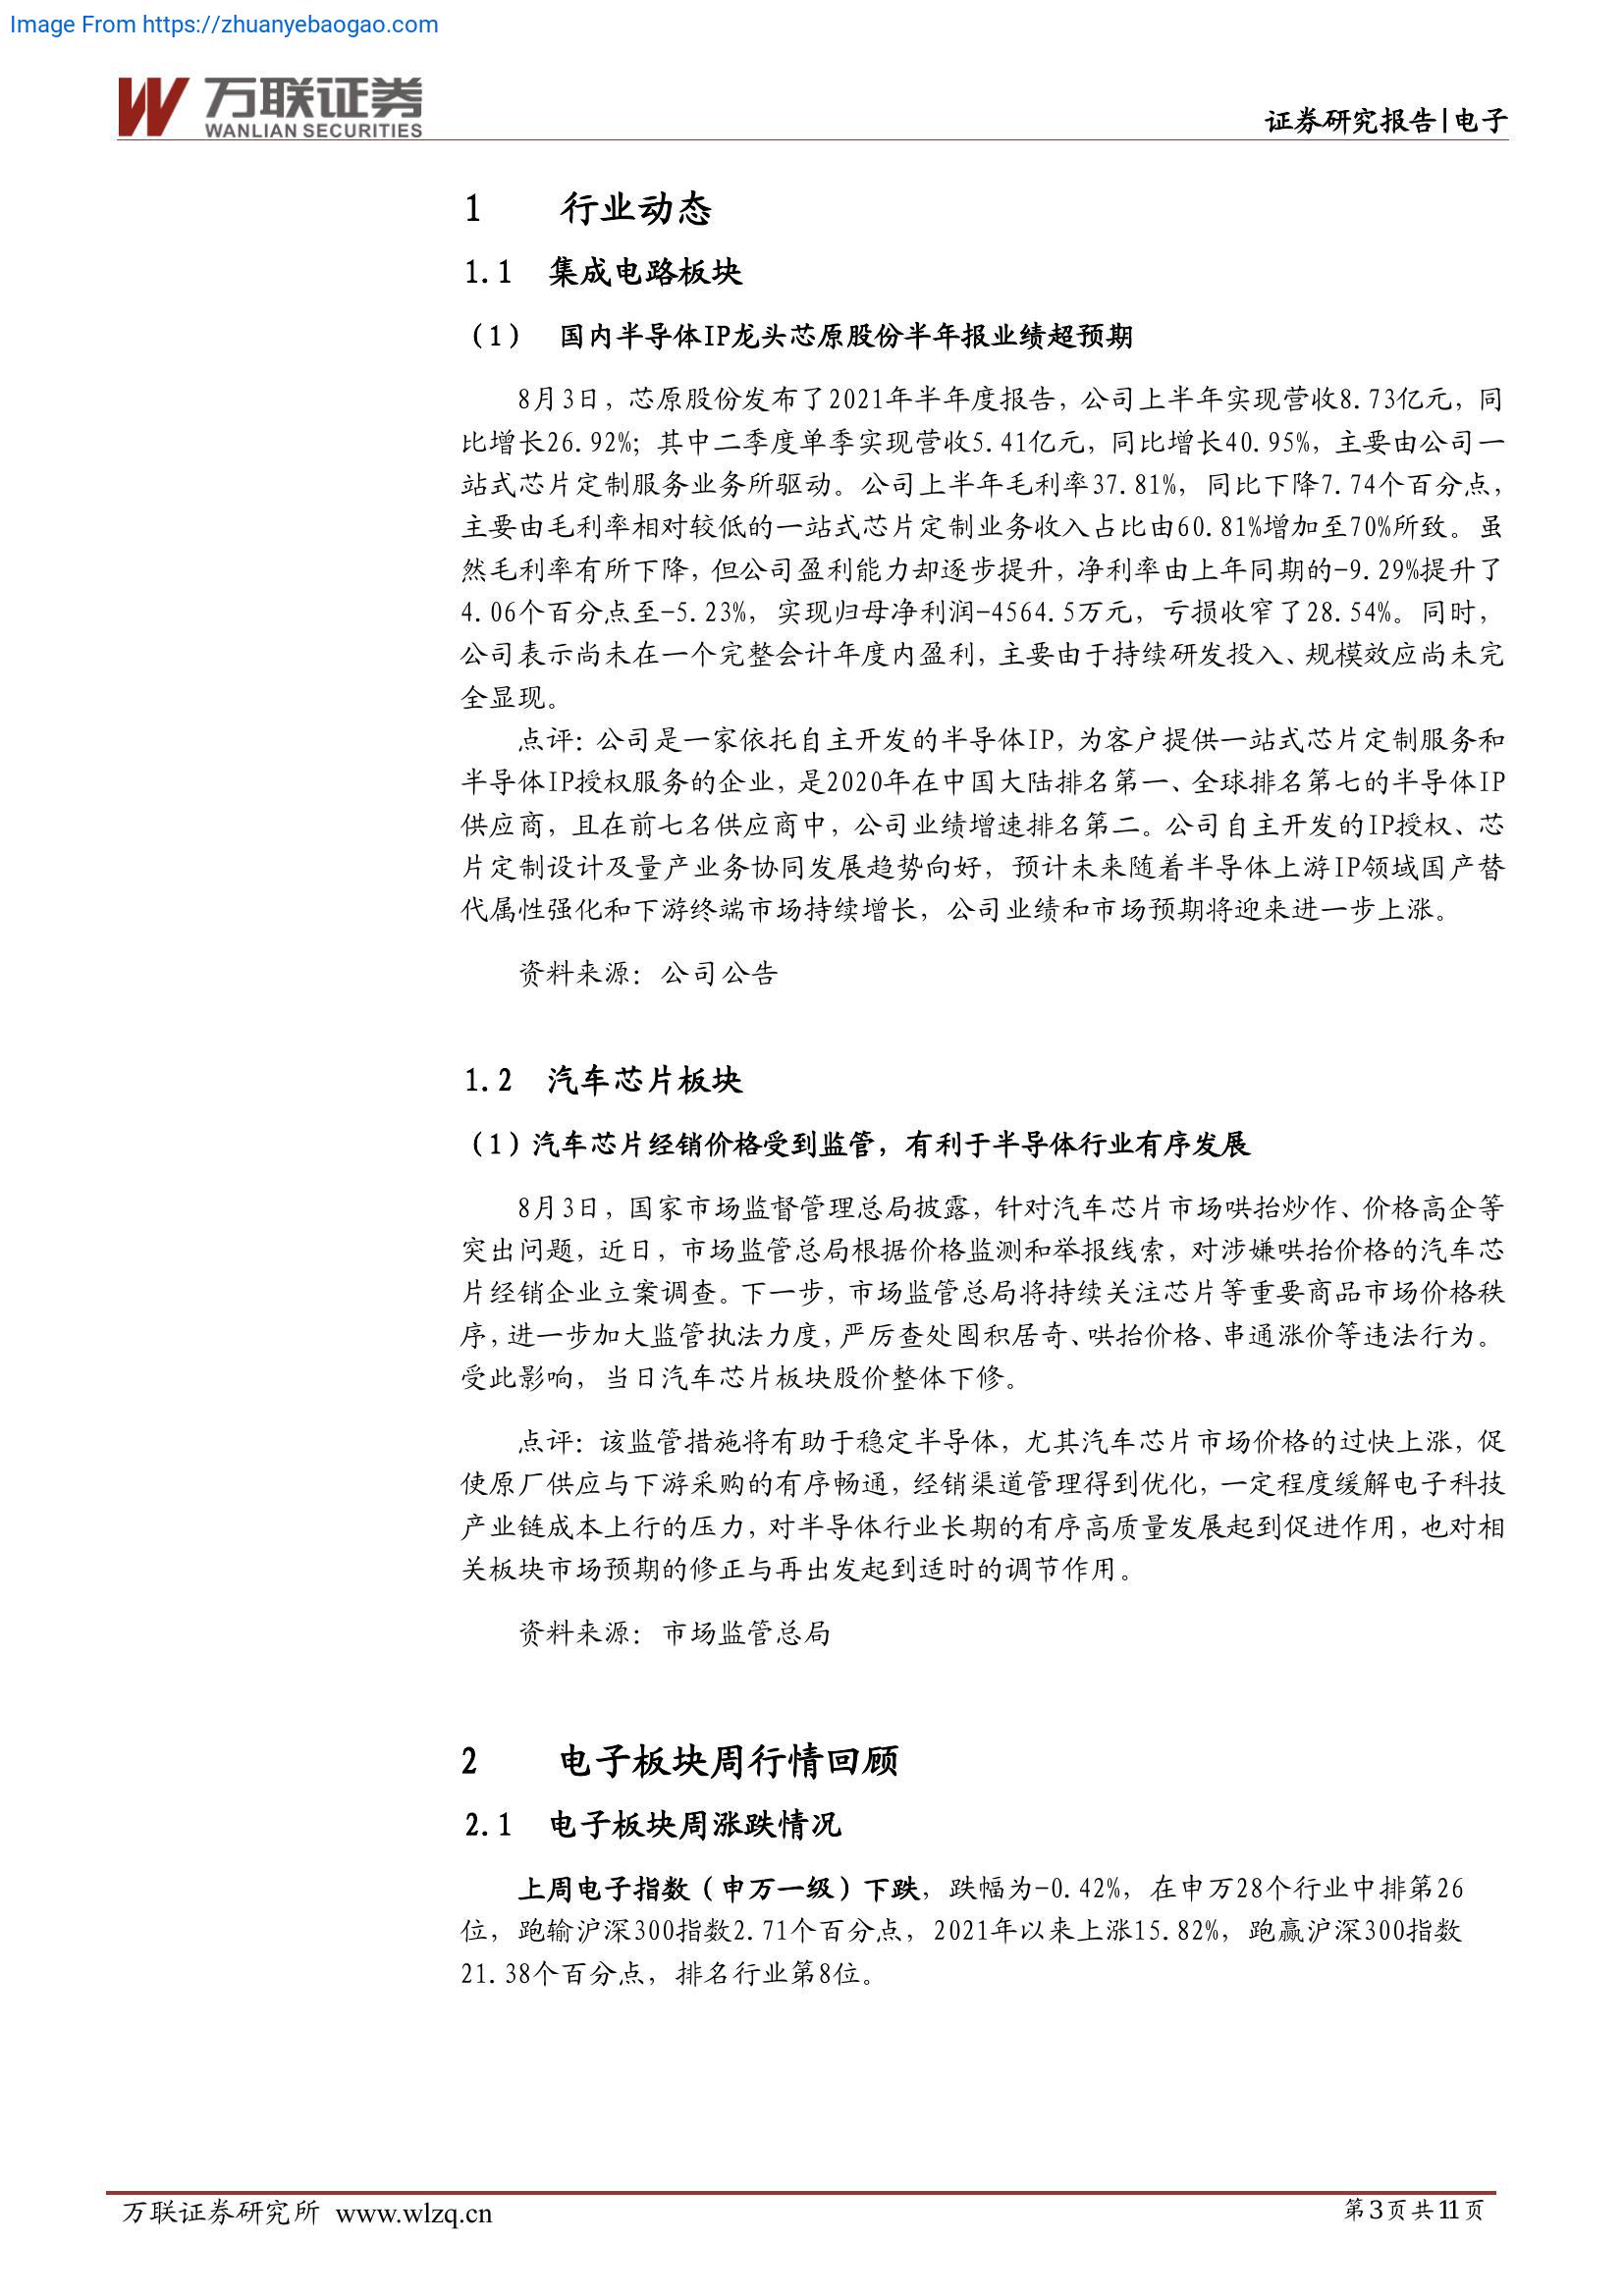 Image From https://zhuanyebaogao.com
万联证券
WANLIAN SECURITIES
证券研究报告|电子
1 行业动态
1.1 集成电路板块
（1） 国内半导体IP龙头芯原股份半年报业绩超预期
8月3日，芯原股份发布了2021年半年度报告，公司上半年实现营收8.73亿元，同
比增长26.92%；其中二季度单季实现营收5.41亿元，同比增长40.95%，主要由公司一
站式芯片定制服务业务所驱动。公司上半年毛利率37.81%，同比下降7.74个百分点，
主要由毛利率相对较低的一站式芯片定制业务收入占比由60.81%增加至70%所致。虽
然毛利率有所下降，但公司盈利能力却逐步提升，净利率由上年同期的-9.29%提升了
4.06个百分点至-5.23%，实现归母净利润-4564.5万元，亏损收窄了28.54%。同时，
公司表示尚未在一个完整会计年度内盈利，主要由于持续研发投入、规模效应尚未完
全显现。
点评：公司是一家依托自主开发的半导体IP，为客户提供一站式芯片定制服务和
半导体IP授权服务的企业，是2020年在中国大陆排名第一、全球排名第七的半导体IP
供应商，且在前七名供应商中，公司业绩增速排名第二。公司自主开发的IP授权、芯
片定制设计及量产业务协同发展趋势向好，预计未来随着半导体上游IP领域国产替
代属性强化和下游终端市场持续增长，公司业绩和市场预期将迎来进一步上涨。
资料来源：公司公告
1.2 汽车芯片板块
（1）汽车芯片经销价格受到监管，有利于半导体行业有序发展
8月3日，国家市场监督管理总局披露，针对汽车芯片市场哄抬炒作、价格高企等
突出问题，近日，市场监管总局根据价格监测和举报线索，对涉嫌哄抬价格的汽车芯
片经销企业立案调查。下一步，市场监管总局将持续关注芯片等重要商品市场价格秩
序，进一步加大监管执法力度，严厉查处囤积居奇、哄抬价格、串通涨价等违法行为。
受此影响，当日汽车芯片板块股价整体下修。
点评：该监管措施将有助于稳定半导体，尤其汽车芯片市场价格的过快上涨，促
使原厂供应与下游采购的有序畅通，经销渠道管理得到优化，一定程度缓解电子科技
产业链成本上行的压力，对半导体行业长期的有序高质量发展起到促进作用，也对相
关板块市场预期的修正与再出发起到适时的调节作用。
资料来源：市场监管总局
2 电子板块周行情回顾
2.1 电子板块周涨跌情况
上周电子指数（申万一级）下跌，跌幅为-0.42%，在申万28个行业中排第26
位，跑输沪深300指数2.71个百分点，2021年以来上涨15.82%，跑赢沪深300指数
21.38个百分点，排名行业第8位。
万联证券研究所 www.wlzq.cn
第3页共11页